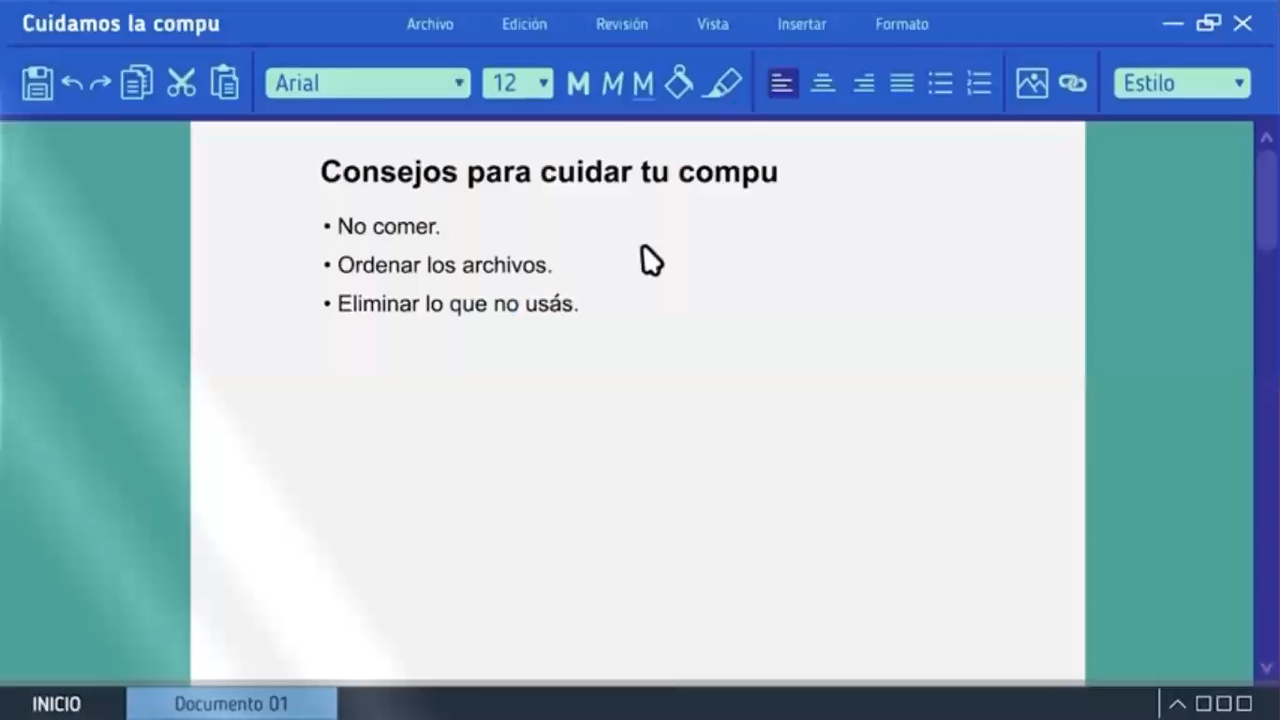 Cuidamos la compu
Archivo Edición Revisión Vista Insertar Formato
Arial 12 M M M Estilo
Consejos para cuidar tu compu
• No comer.
• Ordenar los archivos.
• Eliminar lo que no usás.
INICIO Documento 01